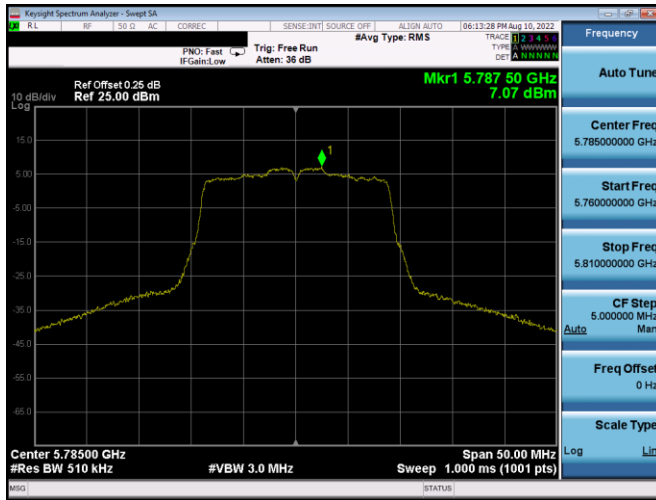 Keysight Spectrum Analyzer - Swept SA
RL RF 50 Ω AC CORREC SENSE:INT SOURCE OFF ALIGN AUTO 06:13:28 PM Aug 10, 2022
#Avg Type: RMS
TRACE 1 2 3 4 5 6
TYPE A WWWWW
DET A N N N N N
PNO: Fast
IFGain:Low
Trig: Free Run
Atten: 36 dB
Mkr1 5.787 50 GHz
7.07 dBm
Ref Offset 0.25 dB
Ref 25.00 dBm
10 dB/div
Log
15.0
5.00
-5.00
-15.0
-25.0
-35.0
-45.0
-55.0
-65.0
1
Center 5.78500 GHz
Span 50.00 MHz
#Res BW 510 kHz
#VBW 3.0 MHz
Sweep 1.000 ms (1001 pts)
MSG
STATUS
Frequency
Auto Tune
Center Freq
5.785000000 GHz
Start Freq
5.760000000 GHz
Stop Freq
5.810000000 GHz
CF Step
5.000000 MHz
Auto Man
Freq Offset
0 Hz
Scale Type
Log Lin